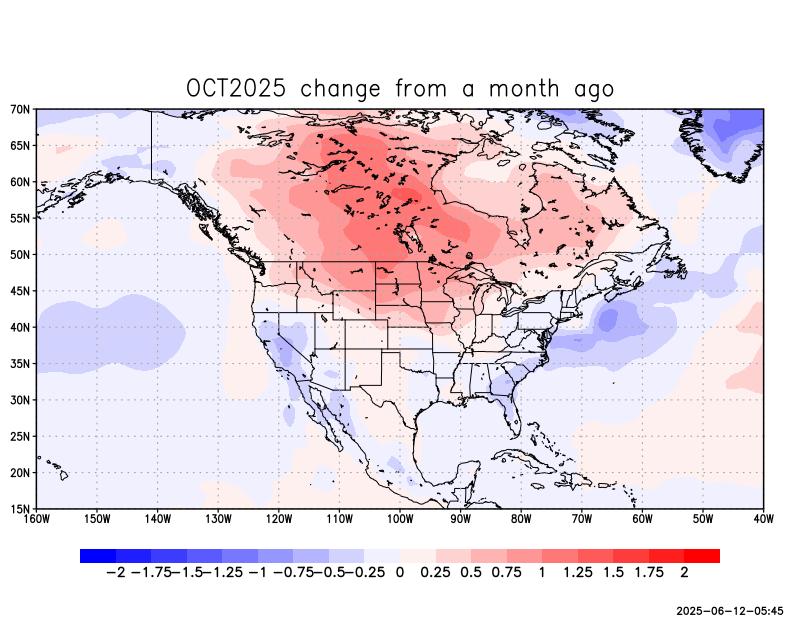 OCT2025 change from a month ago
70N
65N
60N
55N
50N
45N
40N
35N
30N
25N
20N
15N
160W 150W 140W 130W 120W 110W 100W 90W 80W 70W 60W 50W 40W
-2 -1.75 -1.5 -1.25 -1 -0.75 -0.5 -0.25 0 0.25 0.5 0.75 1 1.25 1.5 1.75 2
2025-06-12-05:45